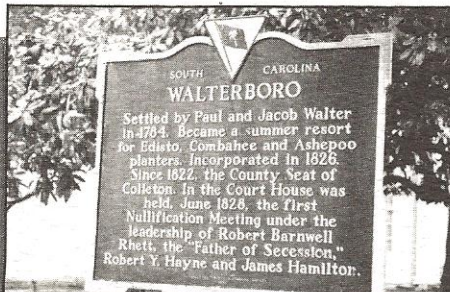 SOUTH CAROLINA
WALTERBORO
Settled by Paul and Jacob Walter
in 1784. Became a summer resort
for Edisto, Combahee and Ashepoo
planters. Incorporated in 1826.
Since 1822, the County Seat of
Colleton. In the Court House was
held, June 1828, the first
Nullification Meeting under the
leadership of Robert Barnwell
Rhett, the "Father of Secession,"
Robert Y. Hayne and James Hamilton.